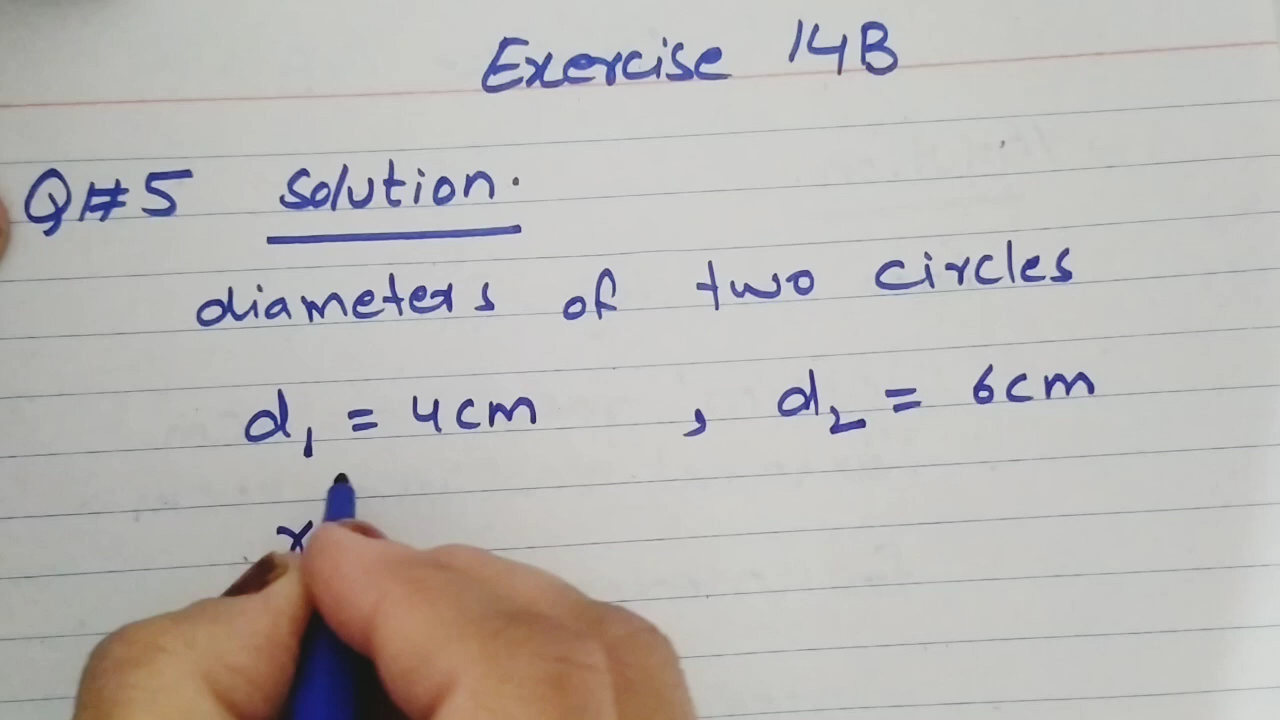 Exercise 14B
Q#5 Solution.
diameters of two circles
d₁ = 4cm , d₂ = 6cm
r